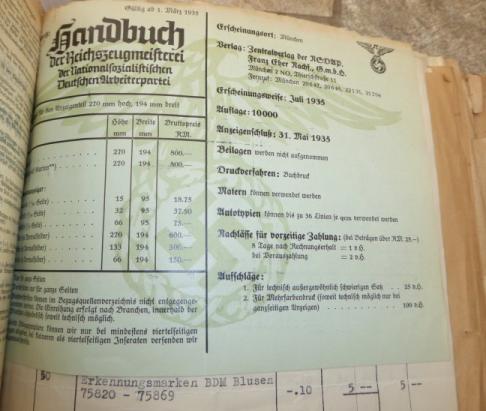 Gültig ab 1. März 1935
Handbuch
der Reichszeugmeisterei
der Nationalsozialistischen
Deutschen Arbeiterpartei
270 mm hoch, 194 mm breit
Höhe Breite Bruttopreis
mm mm RM.
270 194 800.—
270 194 800.—
15 95 18.75
32 95 37.50
66 95 75.—
270 194 600.—
133 194 300.—
66 194 150.—
für ganze Seiten
im Bezugsquellenverzeichnis nicht entgegenge-
Die Einreihung erfolgt nach Branchen, innerhalb der
soweit technisch möglich.
können wir nur bei mindestens viertelseitigen
als viertelseitigen Inseraten versenden wir
Erscheinungsort: München
Verlag: Zentralverlag der NSDAP.
Franz Eher Nachf., G.m.b.H.
München 2 NO, Thierschstraße 11
Erscheinungsweise: Juli 1935
Auflage: 10000
Anzeigenschluß: 31. Mai 1935
Beilagen werden nicht aufgenommen
Druckverfahren: Buchdruck
Matern können verwendet werden
Autotypien können bis zu 36 Linien je qcm verwendet werden
Nachlässe für vorzeitige Zahlung: (bei Beträgen über RM. 25.—)
8 Tage nach Rechnungserhalt = 1 v.H.
bei Vorauszahlung = 2 v.H.
Aufschläge:
1. Für technisch außergewöhnlich schwierigen Satz . . 25 v.H.
2. Für Mehrfarbendruck (soweit technisch möglich nur bei
ganzseitigen Anzeigen) . . . . . . 100 v.H.
50 Erkennungsmarken BDM Blusen
75820 - 75869 -.10 5 -- 5 --